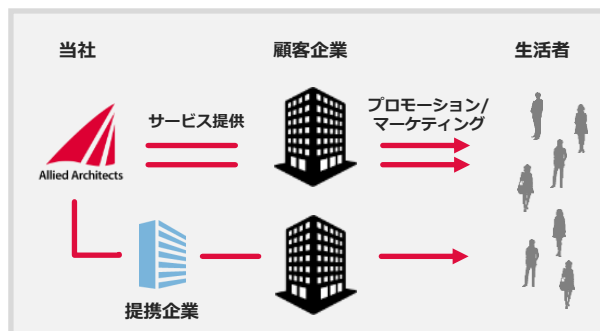 当社
顧客企業
生活者
サービス提供
プロモーション/
マーケティング
Allied Architects
提携企業